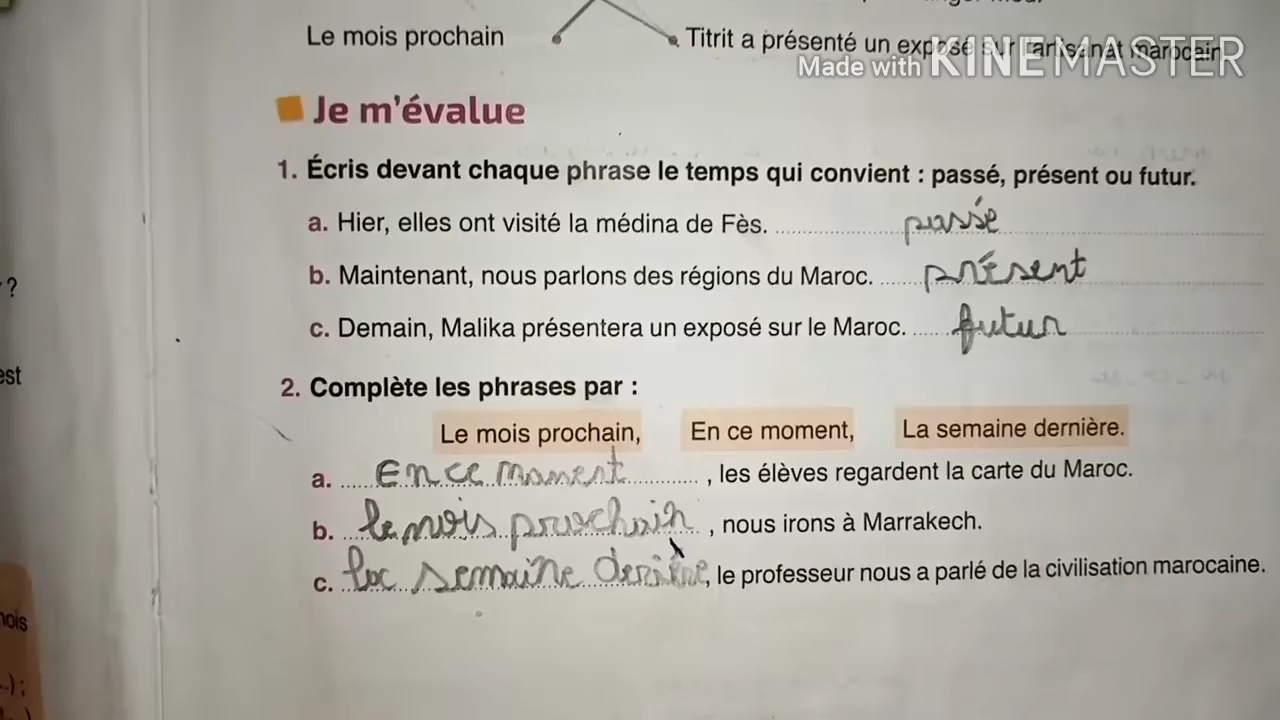 Le mois prochain
Titrit a présenté un exposé sur l'artisanat marocain
Made with KINEMASTER
Je m'évalue
1. Écris devant chaque phrase le temps qui convient : passé, présent ou futur.
a. Hier, elles ont visité la médina de Fès. passé
b. Maintenant, nous parlons des régions du Maroc. présent
c. Demain, Malika présentera un exposé sur le Maroc. futur
?
est
2. Complète les phrases par :
Le mois prochain, En ce moment, La semaine dernière.
a. En ce moment, les élèves regardent la carte du Maroc.
b. le mois prochain, nous irons à Marrakech.
c. la semaine derière, le professeur nous a parlé de la civilisation marocaine.
mois
..) ;